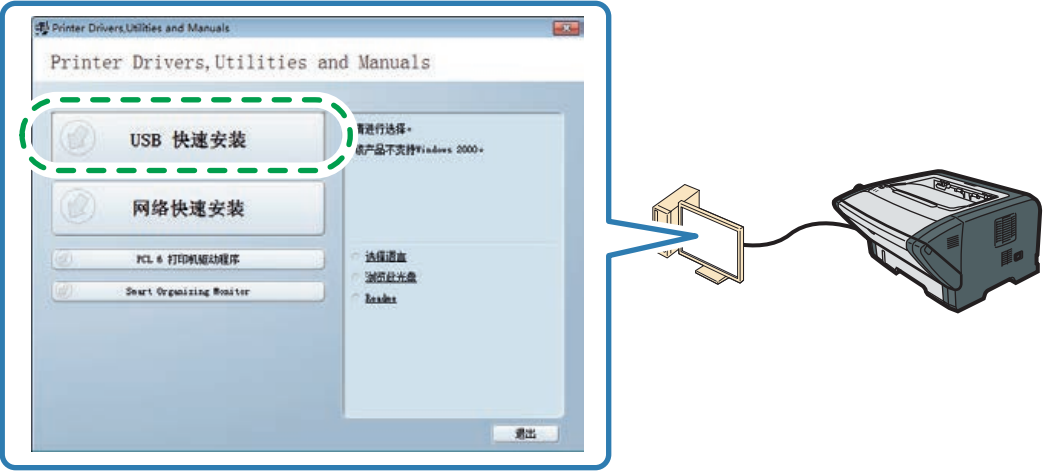 Printer Drivers,Utilities and Manuals
Printer Drivers,Utilities and Manuals
USB 快速安装
网络快速安装
PCL 6 打印机驱动程序
Smart Organizing Monitor
请进行选择。
该产品不支持Windows 2000。
选择语言
浏览此光盘
Readme
退出